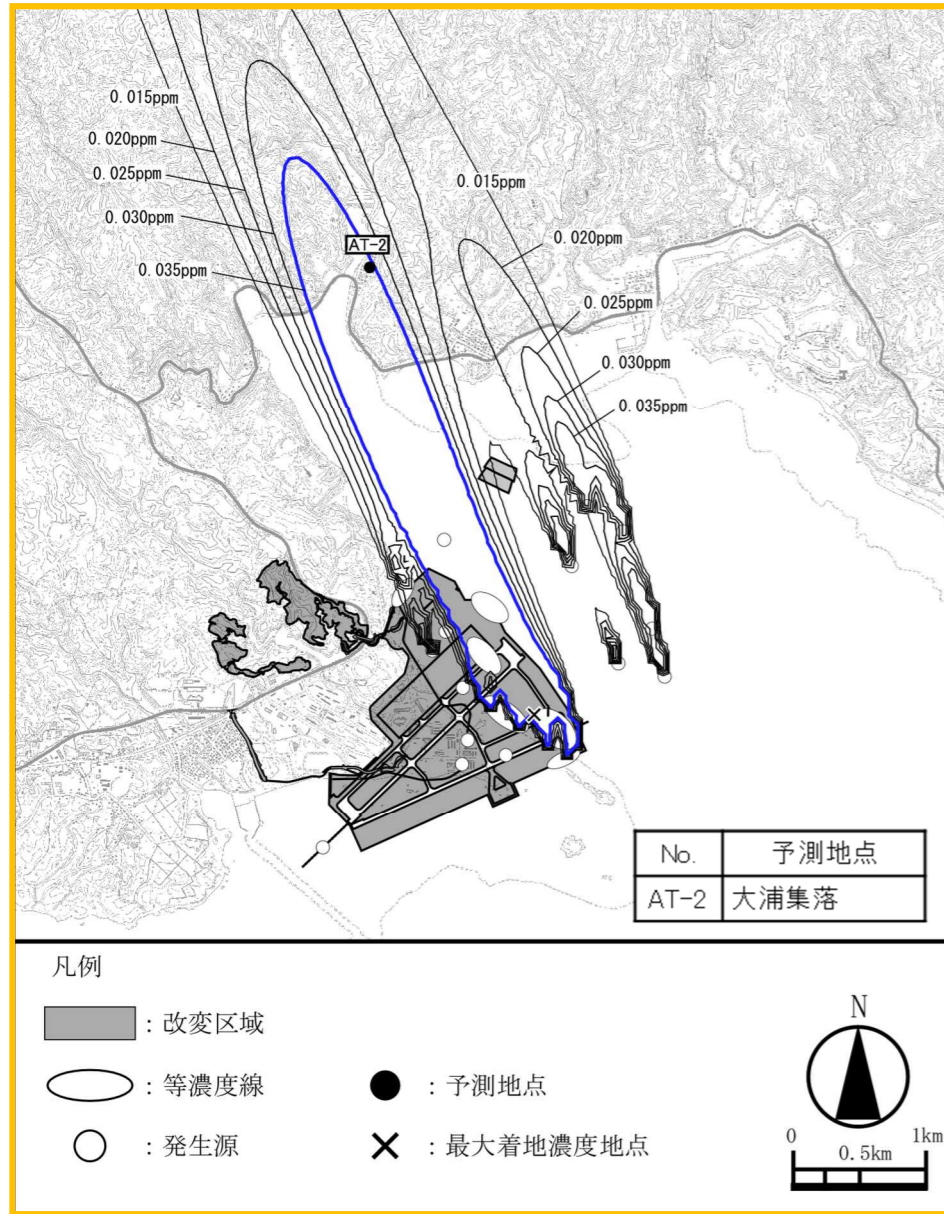 0.015ppm
0.020ppm
0.025ppm
0.030ppm
0.035ppm
AT-2
0.015ppm
0.020ppm
0.025ppm
0.030ppm
0.035ppm
No. 予測地点
AT-2 大浦集落
凡例
：改変区域
：等濃度線
：予測地点
：発生源
：最大着地濃度地点
N
0 0.5km 1km